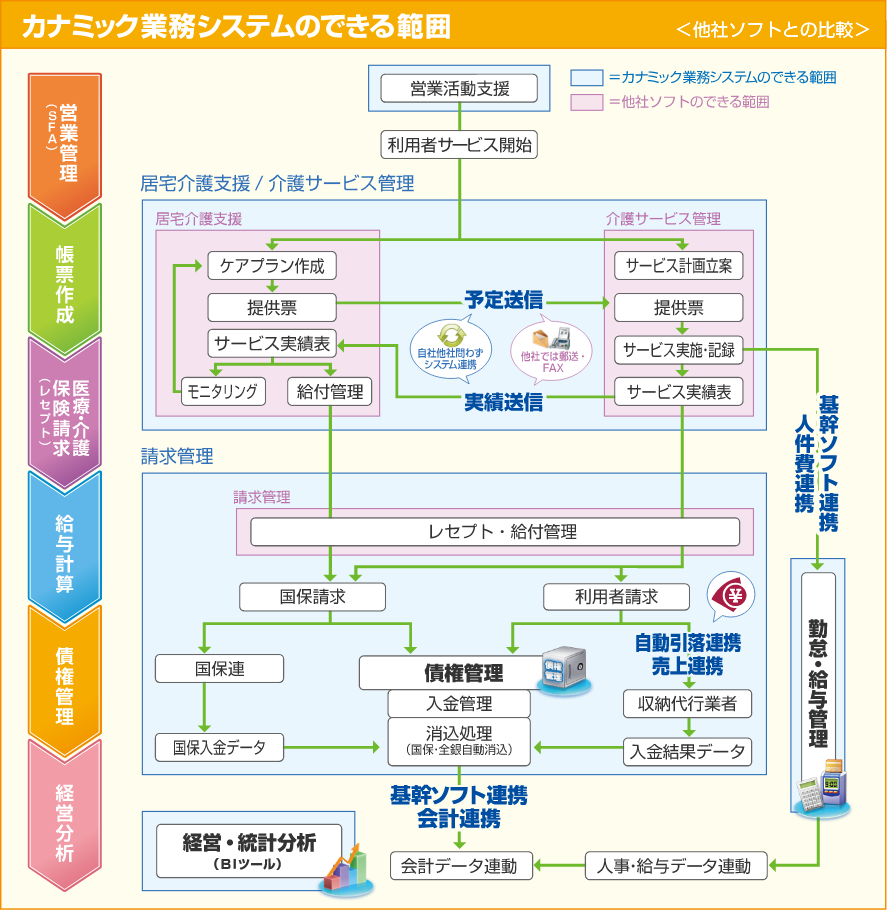 カナミック業務システムのできる範囲
＜他社ソフトとの比較＞
営業管理
（SFA）
帳票作成
医療・介護
保険請求
（レセプト）
給与計算
債権管理
経営分析
営業活動支援
＝カナミック業務システムのできる範囲
＝他社ソフトのできる範囲
利用者サービス開始
居宅介護支援 / 介護サービス管理
居宅介護支援
介護サービス管理
ケアプラン作成
サービス計画立案
提供票
予定送信
提供票
サービス実績表
自社他社問わず
システム連携
他社では郵送・
FAX
サービス実施・記録
モニタリング
給付管理
実績送信
サービス実績表
基幹ソフト連携
人件費連携
請求管理
請求管理
レセプト・給付管理
国保請求
利用者請求
¥
自動引落連携
売上連携
国保連
債権管理
債権
管理
入金管理
収納代行業者
国保入金データ
消込処理
（国保・全銀自動消込）
入金結果データ
勤怠・給与管理
8:00
基幹ソフト連携
会計連携
経営・統計分析
（BIツール）
会計データ連動
人事・給与データ連動